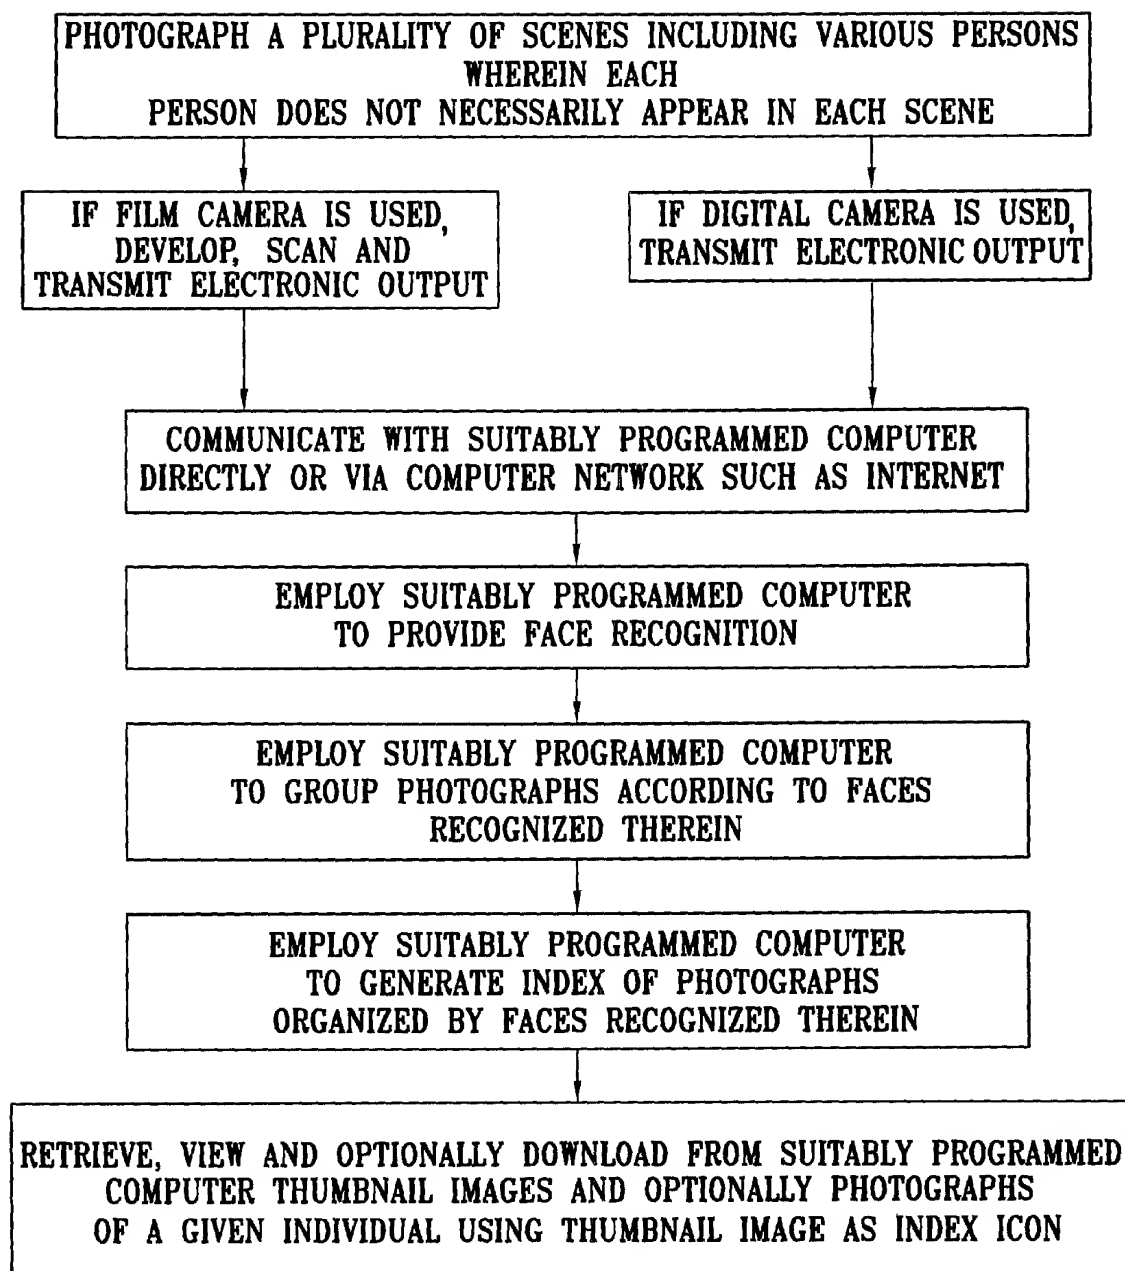 PHOTOGRAPH A PLURALITY OF SCENES INCLUDING VARIOUS PERSONS
WHEREIN EACH
PERSON DOES NOT NECESSARILY APPEAR IN EACH SCENE
IF FILM CAMERA IS USED,
DEVELOP, SCAN AND
TRANSMIT ELECTRONIC OUTPUT
IF DIGITAL CAMERA IS USED,
TRANSMIT ELECTRONIC OUTPUT
COMMUNICATE WITH SUITABLY PROGRAMMED COMPUTER
DIRECTLY OR VIA COMPUTER NETWORK SUCH AS INTERNET
EMPLOY SUITABLY PROGRAMMED COMPUTER
TO PROVIDE FACE RECOGNITION
EMPLOY SUITABLY PROGRAMMED COMPUTER
TO GROUP PHOTOGRAPHS ACCORDING TO FACES
RECOGNIZED THEREIN
EMPLOY SUITABLY PROGRAMMED COMPUTER
TO GENERATE INDEX OF PHOTOGRAPHS
ORGANIZED BY FACES RECOGNIZED THEREIN
RETRIEVE, VIEW AND OPTIONALLY DOWNLOAD FROM SUITABLY PROGRAMMED
COMPUTER THUMBNAIL IMAGES AND OPTIONALLY PHOTOGRAPHS
OF A GIVEN INDIVIDUAL USING THUMBNAIL IMAGE AS INDEX ICON